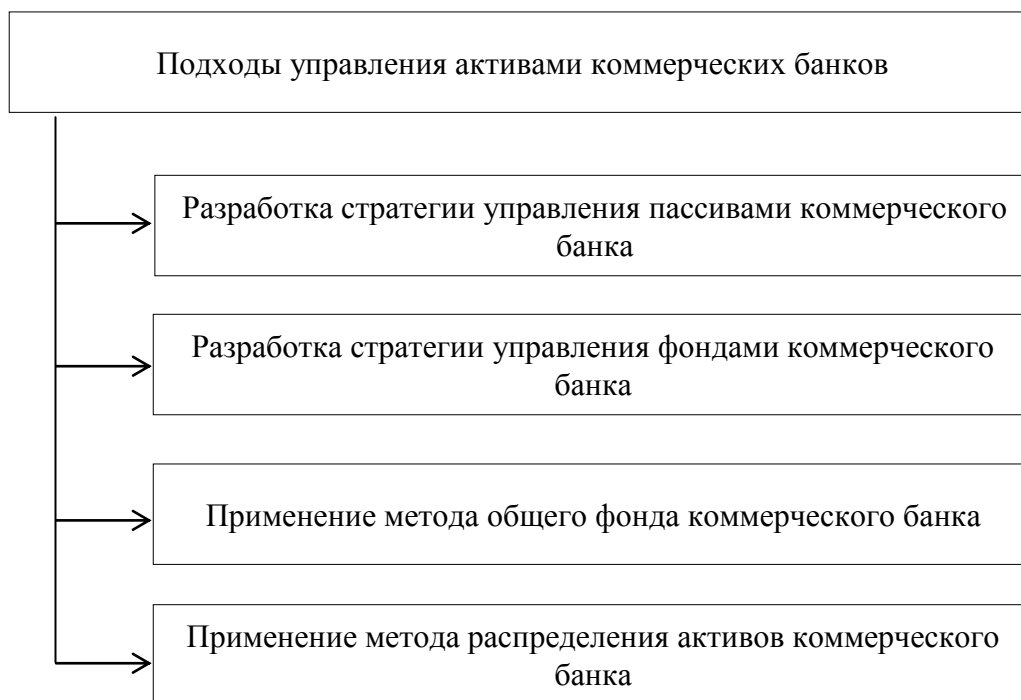 Подходы управления активами коммерческих банков
Разработка стратегии управления пассивами коммерческого
банка
Разработка стратегии управления фондами коммерческого
банка
Применение метода общего фонда коммерческого банка
Применение метода распределения активов коммерческого
банка